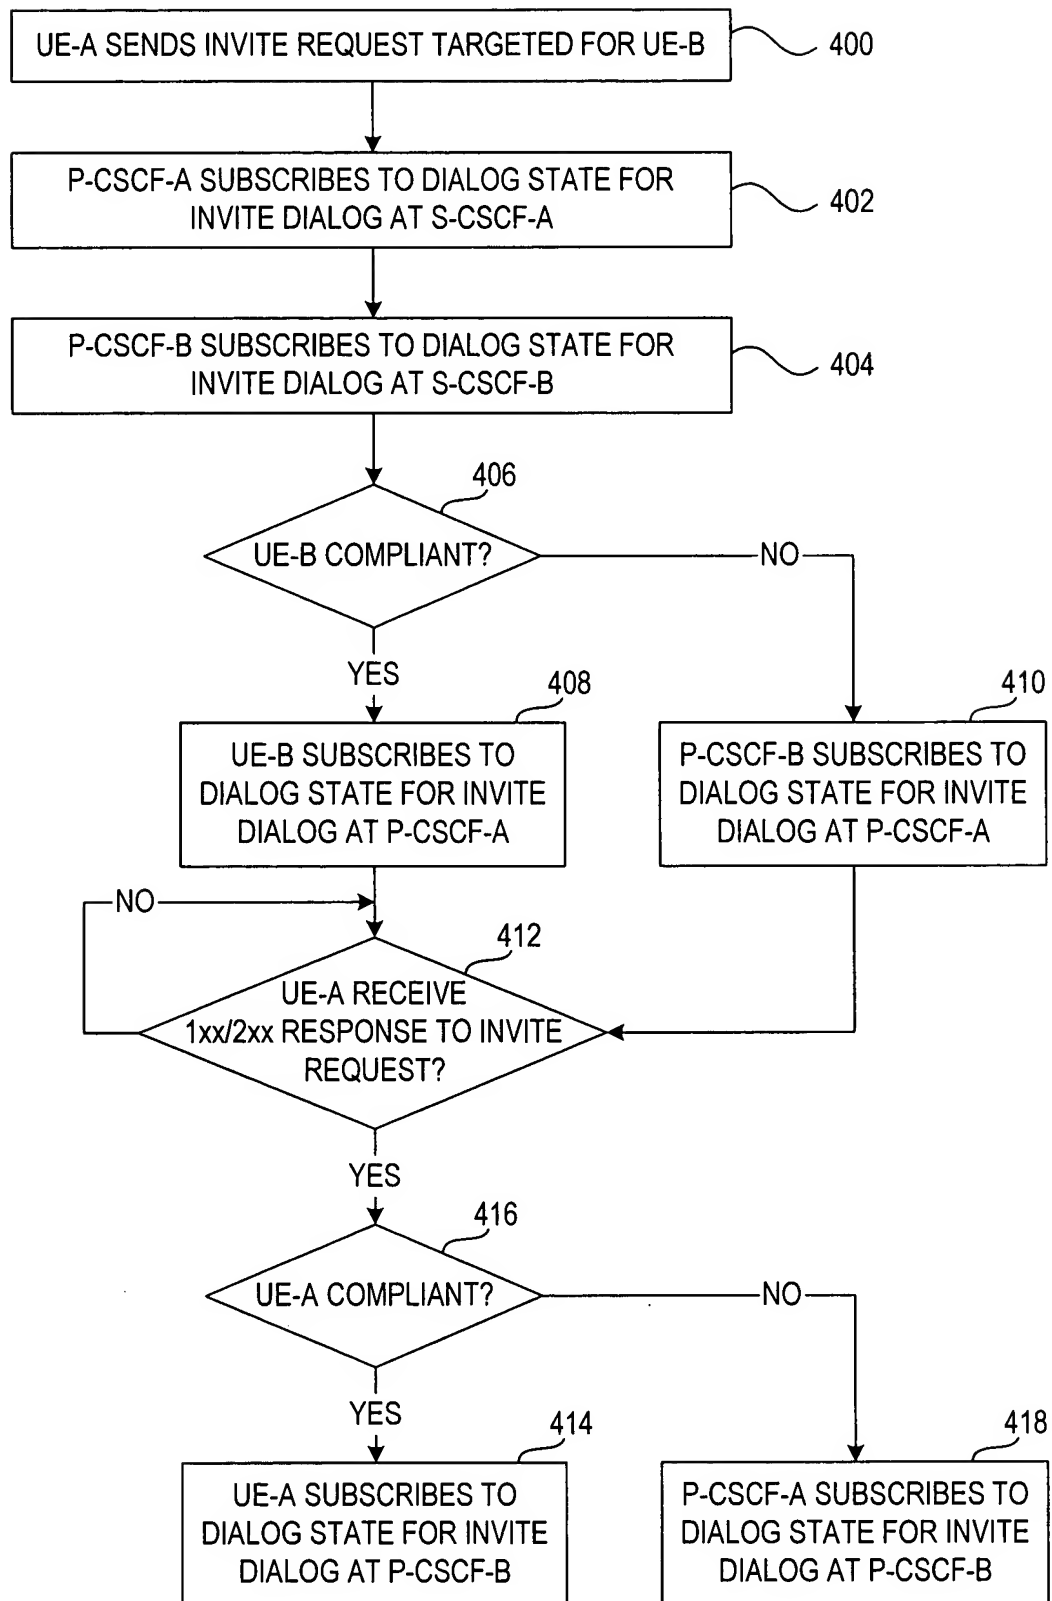 UE-A SENDS INVITE REQUEST TARGETED FOR UE-B
400
P-CSCF-A SUBSCRIBES TO DIALOG STATE FOR
INVITE DIALOG AT S-CSCF-A
402
P-CSCF-B SUBSCRIBES TO DIALOG STATE FOR
INVITE DIALOG AT S-CSCF-B
404
406
UE-B COMPLIANT?
NO
YES
408
UE-B SUBSCRIBES TO
DIALOG STATE FOR INVITE
DIALOG AT P-CSCF-A
410
P-CSCF-B SUBSCRIBES TO
DIALOG STATE FOR INVITE
DIALOG AT P-CSCF-A
NO
412
UE-A RECEIVE
1xx/2xx RESPONSE TO INVITE
REQUEST?
YES
416
UE-A COMPLIANT?
NO
YES
414
UE-A SUBSCRIBES TO
DIALOG STATE FOR INVITE
DIALOG AT P-CSCF-B
418
P-CSCF-A SUBSCRIBES TO
DIALOG STATE FOR INVITE
DIALOG AT P-CSCF-B